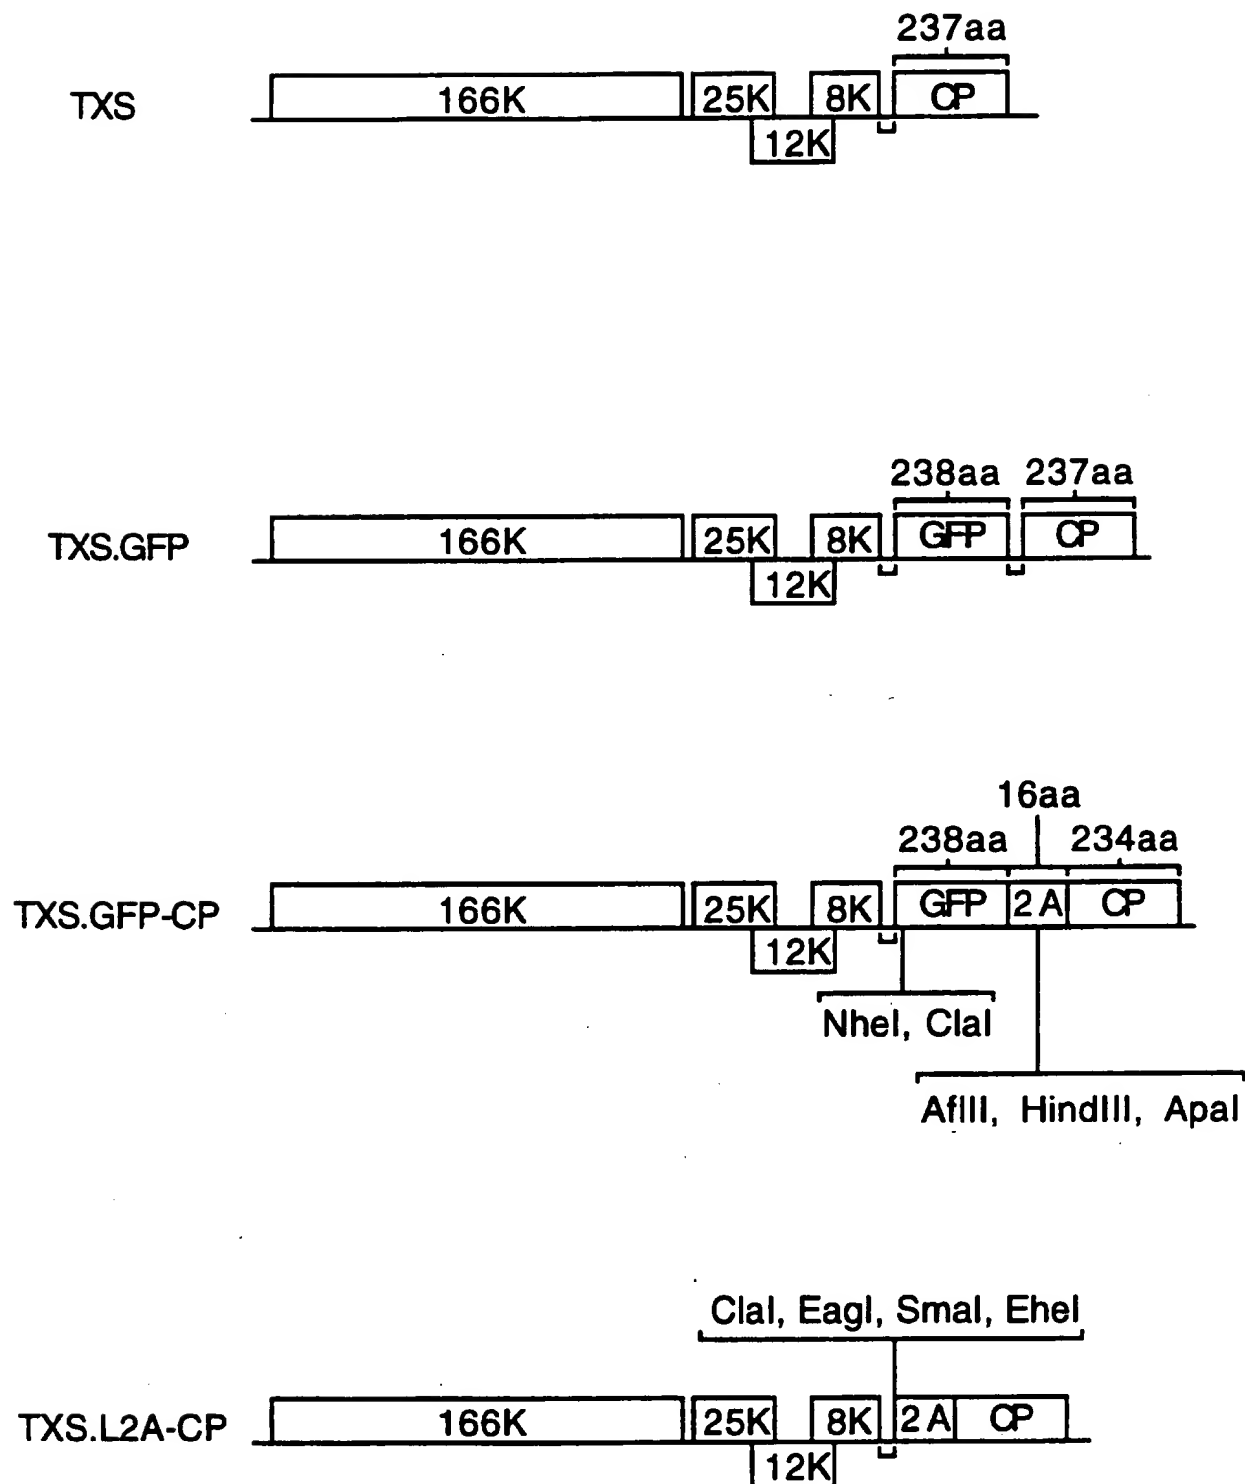 237aa
TXS 166K 25K 8K CP
12K
238aa 237aa
TXS.GFP 166K 25K 8K GFP CP
12K
16aa
238aa 234aa
TXS.GFP-CP 166K 25K 8K GFP 2A CP
12K
NheI, ClaI
AflII, HindIII, ApaI
ClaI, EagI, SmaI, EheI
TXS.L2A-CP 166K 25K 8K 2A CP
12K